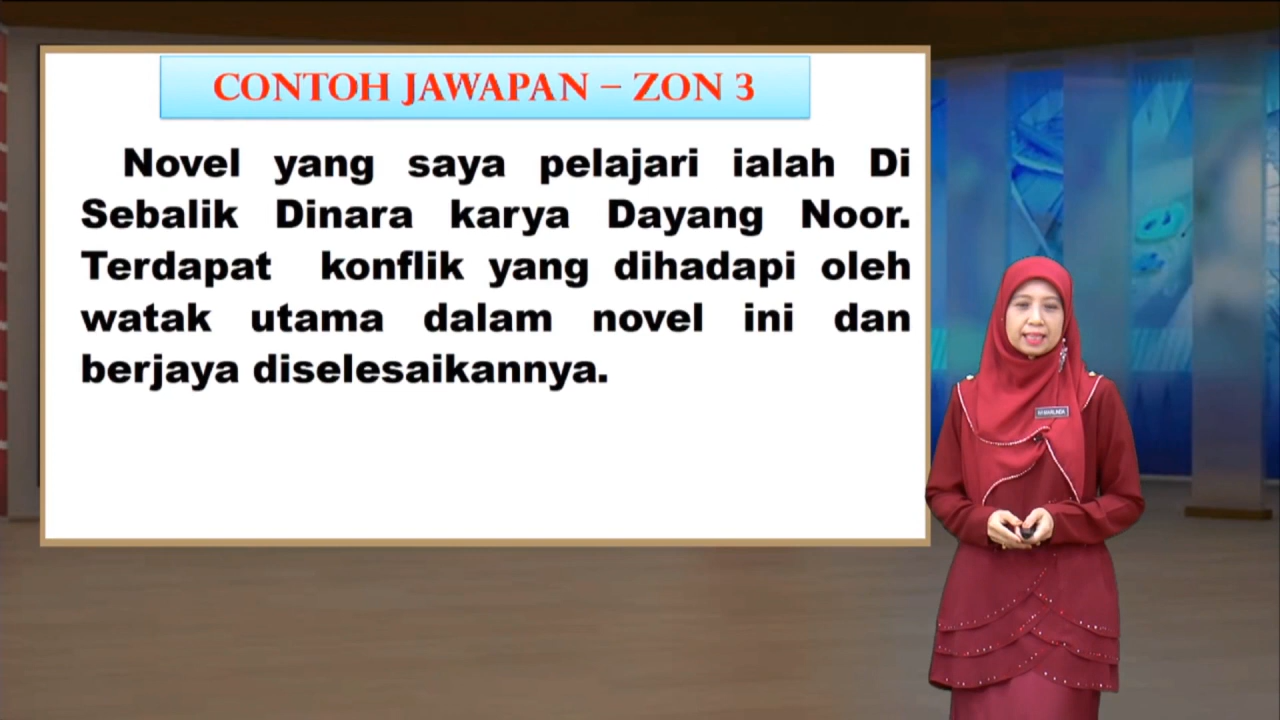 CONTOH JAWAPAN – ZON 3
Novel yang saya pelajari ialah Di
Sebalik Dinara karya Dayang Noor.
Terdapat konflik yang dihadapi oleh
watak utama dalam novel ini dan
berjaya diselesaikannya.